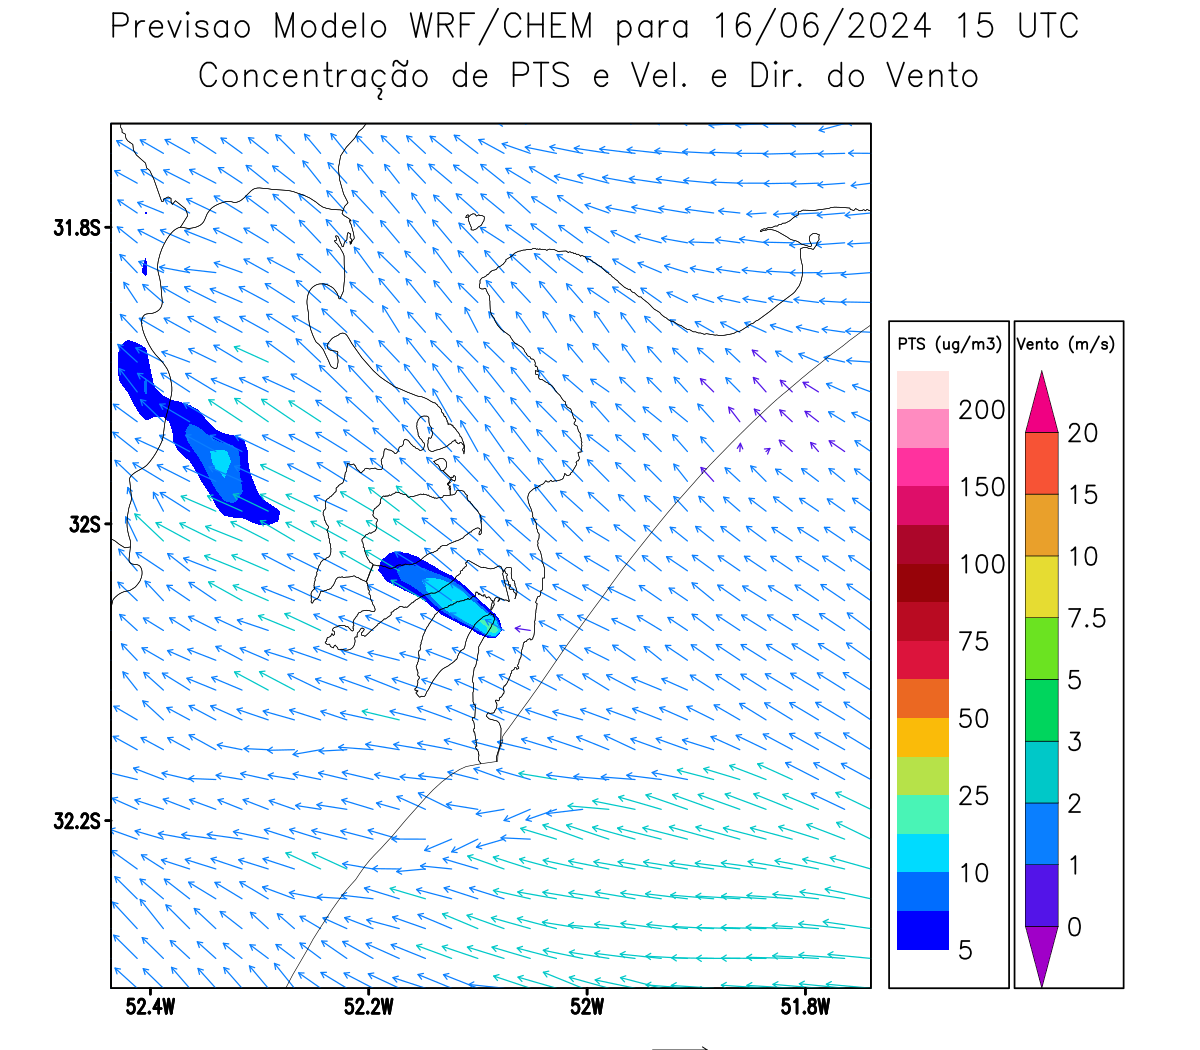 Previsao Modelo WRF/CHEM para 16/06/2024 15 UTC
Concentração de PTS e Vel. e Dir. do Vento
31.8S
32S
32.2S
52.4W 52.2W 52W 51.8W
PTS (ug/m3)
200
150
100
75
50
25
10
5
Vento (m/s)
20
15
10
7.5
5
3
2
1
0